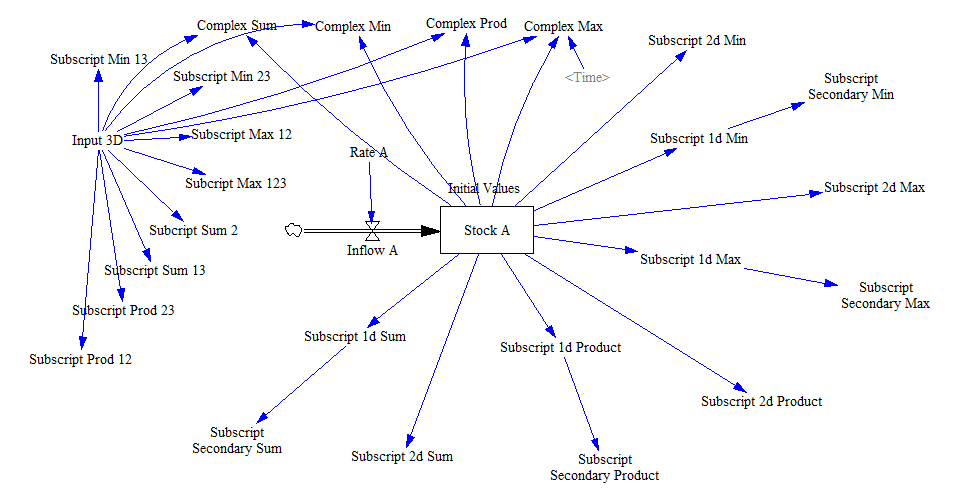 Complex Sum
Complex Min
Complex Prod
Complex Max
Subscript 2d Min
Subscript Min 13
Subscript Min 23
<Time>
Subscript
Secondary Min
Input 3D
Subscript Max 12
Subscript 1d Min
Rate A
Subcript Max 123
Initial Values
Subscript 2d Max
Subcript Sum 2
Stock A
Inflow A
Subscript 1d Max
Subscript Sum 13
Subscript
Secondary Max
Subscript Prod 23
Subscript 1d Sum
Subscript 1d Product
Subscript Prod 12
Subscript 2d Product
Subscript
Secondary Sum
Subscript 2d Sum
Subscript
Secondary Product